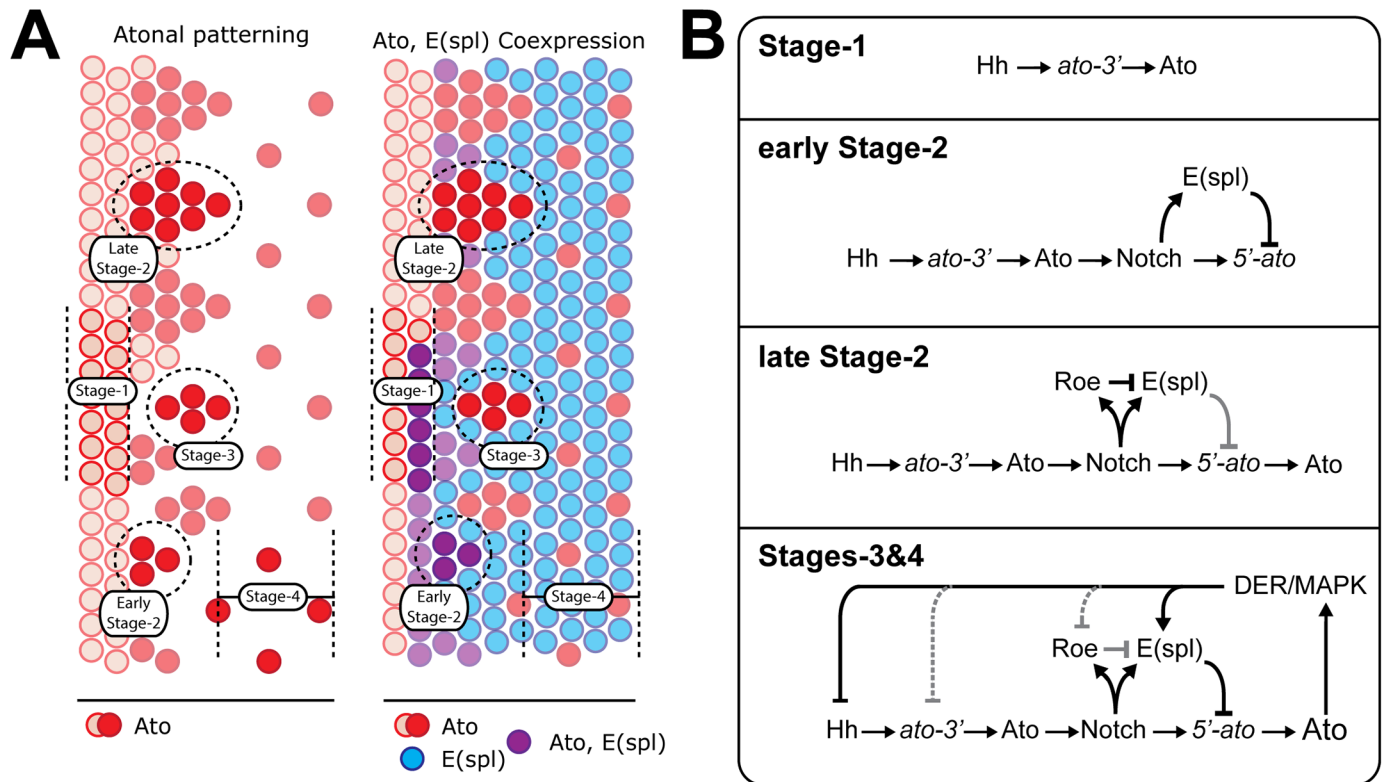 A
Atonal patterning
Late
Stage-2
Stage-1
Stage-3
Early
Stage-2
Stage-4
Ato
Ato, E(spl) Coexpression
Late
Stage-2
Stage-1
Stage-3
Early
Stage-2
Stage-4
Ato
E(spl)
Ato, E(spl)
B
Stage-1
Hh ato-3’ Ato
early Stage-2
E(spl)
Hh ato-3’ Ato Notch 5’-ato
late Stage-2
Roe E(spl)
Hh ato-3’ Ato Notch 5’-ato Ato
Stages-3&4
DER/MAPK
Roe E(spl)
Hh ato-3’ Ato Notch 5’-ato Ato